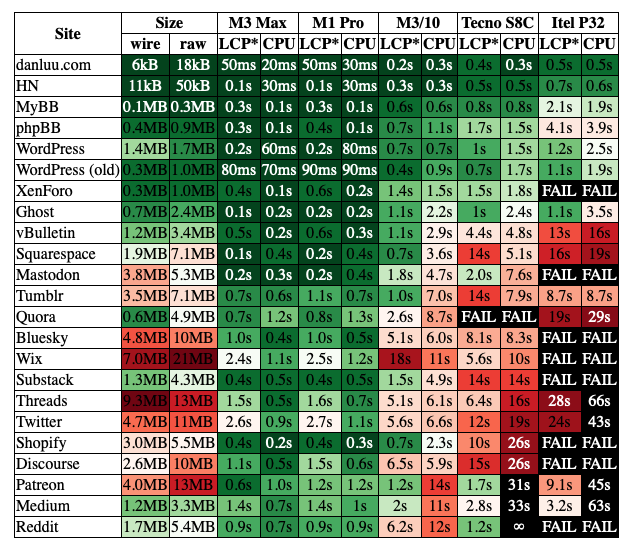 Site Size M3 Max M1 Pro M3/10 Tecno S8C Itel P32
wire raw LCP* CPU LCP* CPU LCP* CPU LCP* CPU LCP* CPU
danluu.com 6kB 18kB 50ms 20ms 50ms 30ms 0.2s 0.3s 0.4s 0.3s 0.5s 0.5s
HN 11kB 50kB 0.1s 30ms 0.1s 30ms 0.3s 0.3s 0.5s 0.5s 0.7s 0.6s
MyBB 0.1MB 0.3MB 0.3s 0.1s 0.3s 0.1s 0.6s 0.6s 0.8s 0.8s 2.1s 1.9s
phpBB 0.4MB 0.9MB 0.3s 0.1s 0.4s 0.1s 0.7s 1.1s 1.7s 1.5s 4.1s 3.9s
WordPress 1.4MB 1.7MB 0.2s 60ms 0.2s 80ms 0.7s 0.7s 1s 1.5s 1.2s 2.5s
WordPress (old) 0.3MB 1.0MB 80ms 70ms 90ms 90ms 0.4s 0.9s 0.7s 1.7s 1.1s 1.9s
XenForo 0.3MB 1.0MB 0.4s 0.1s 0.6s 0.2s 1.4s 1.5s 1.5s 1.8s FAIL FAIL
Ghost 0.7MB 2.4MB 0.1s 0.2s 0.2s 0.2s 1.1s 2.2s 1s 2.4s 1.1s 3.5s
vBulletin 1.2MB 3.4MB 0.5s 0.2s 0.6s 0.3s 1.1s 2.9s 4.4s 4.8s 13s 16s
Squarespace 1.9MB 7.1MB 0.1s 0.4s 0.2s 0.4s 0.7s 3.6s 14s 5.1s 16s 19s
Mastodon 3.8MB 5.3MB 0.2s 0.3s 0.2s 0.4s 1.8s 4.7s 2.0s 7.6s FAIL FAIL
Tumblr 3.5MB 7.1MB 0.7s 0.6s 1.1s 0.7s 1.0s 7.0s 14s 7.9s 8.7s 8.7s
Quora 0.6MB 4.9MB 0.7s 1.2s 0.8s 1.3s 2.6s 8.7s FAIL FAIL 19s 29s
Bluesky 4.8MB 10MB 1.0s 0.4s 1.0s 0.5s 5.1s 6.0s 8.1s 8.3s FAIL FAIL
Wix 7.0MB 21MB 2.4s 1.1s 2.5s 1.2s 18s 11s 5.6s 10s FAIL FAIL
Substack 1.3MB 4.3MB 0.4s 0.5s 0.4s 0.5s 1.5s 4.9s 14s 14s FAIL FAIL
Threads 9.3MB 13MB 1.5s 0.5s 1.6s 0.7s 5.1s 6.1s 6.4s 16s 28s 66s
Twitter 4.7MB 11MB 2.6s 0.9s 2.7s 1.1s 5.6s 6.6s 12s 19s 24s 43s
Shopify 3.0MB 5.5MB 0.4s 0.2s 0.4s 0.3s 0.7s 2.3s 10s 26s FAIL FAIL
Discourse 2.6MB 10MB 1.1s 0.5s 1.5s 0.6s 6.5s 5.9s 15s 26s FAIL FAIL
Patreon 4.0MB 13MB 0.6s 1.0s 1.2s 1.2s 1.2s 14s 1.7s 31s 9.1s 45s
Medium 1.2MB 3.3MB 1.4s 0.7s 1.4s 1s 2s 11s 2.8s 33s 3.2s 63s
Reddit 1.7MB 5.4MB 0.9s 0.7s 0.9s 0.9s 6.2s 12s 1.2s ∞ FAIL FAIL